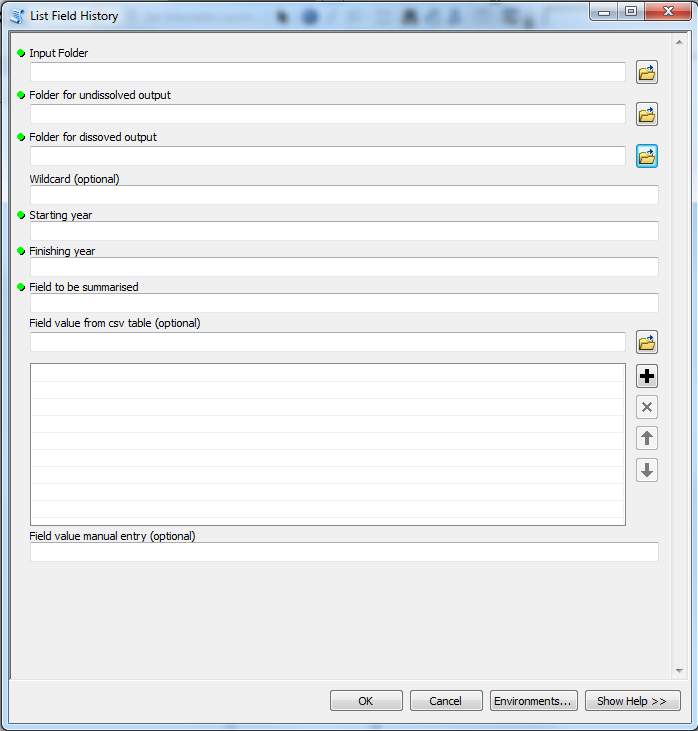 List Field History
Input Folder
Folder for undissolved output
Folder for dissoved output
Wildcard (optional)
Starting year
Finishing year
Field to be summarised
Field value from csv table (optional)
Field value manual entry (optional)
OK
Cancel
Environments...
Show Help >>